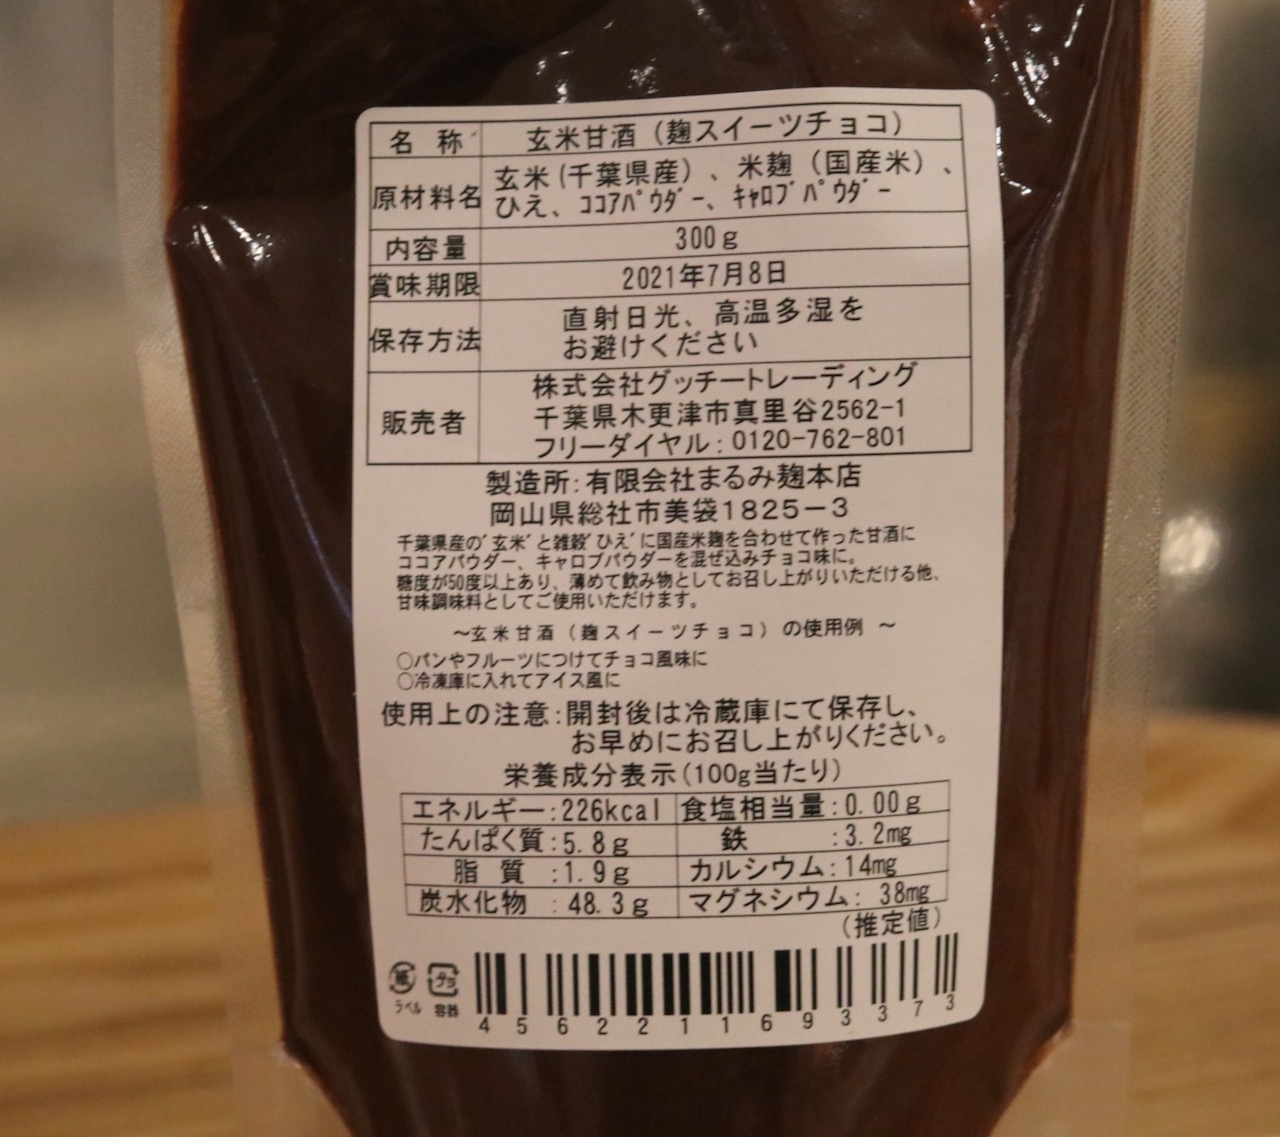 名 称 玄米甘酒（麹スイーツチョコ）
原材料名 玄米(千葉県産）、米麹（国産米）、
ひえ、ｺｺｱﾊﾟｳﾀﾞｰ、ｷｬﾛﾌﾞﾊﾟｳﾀﾞｰ
内容量 300ｇ
賞味期限 2021年7月8日
保存方法 直射日光、高温多湿を
お避けください
販売者 株式会社グッチートレーディング
千葉県木更津市真里谷2562-1
フリーダイヤル:0120-762-801
製造所:有限会社まるみ麹本店
岡山県総社市美袋1825－3
千葉県産の'玄米'と雑穀'ひえ'に国産米麹を合わせて作った甘酒に
ココアパウダー、キャロブパウダーを混ぜ込みチョコ味に。
糖度が50度以上あり、薄めて飲み物としてお召し上がりいただける他、
甘味調味料としてご使用いただけます。
～玄米甘酒（麹スイーツチョコ）の使用例 ～
○パンやフルーツにつけてチョコ風味に
○冷凍庫に入れてアイス風に
使用上の注意:開封後は冷蔵庫にて保存し、
お早めにお召し上がりください。
栄養成分表示(100g当たり)
エネルギー:226kcal 食塩相当量:0.00ｇ
たんぱく質:5.8ｇ 鉄 :3.2mg
脂 質 :1.9ｇ カルシウム:14mg
炭水化物 :48.3ｇ マグネシウム:38mg
(推定値)
紙 プラ
ラベル 容器
4562211693373